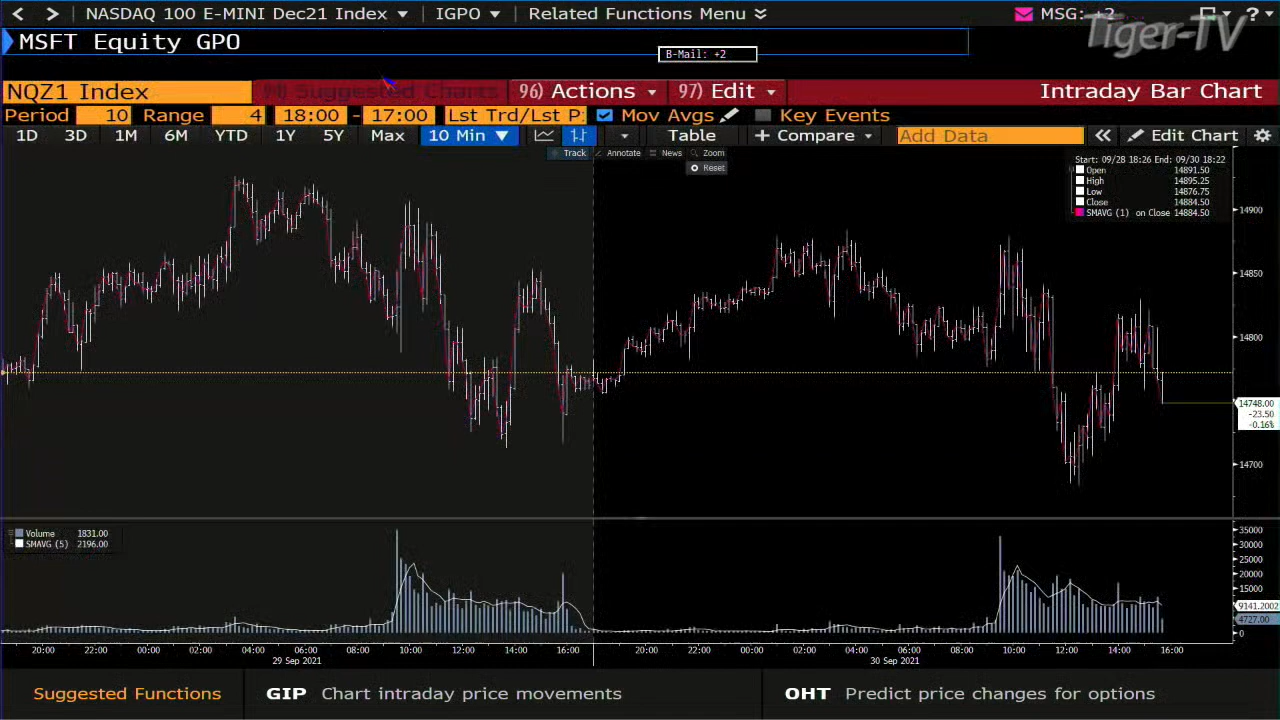 NASDAQ 100 E-MINI Dec21 Index IGPO Related Functions Menu MSG: +2
Tiger-TV
MSFT Equity GPO
B-Mail: +2
NQZ1 Index Suggested Charts 96) Actions 97) Edit Intraday Bar Chart
Period 10 Range 4 18:00 - 17:00 Lst Trd/Lst P Mov Avgs Key Events
1D 3D 1M 6M YTD 1Y 5Y Max 10 Min Table + Compare Add Data Edit Chart
Track Annotate News Zoom
Reset
Start: 09/28 18:26 End: 09/30 18:22
Open 14891.50
High 14895.25
Low 14876.75
Close 14884.50
SMAVG (1) on Close 14884.50
14900
14850
14800
14748.00
-23.50
-0.16%
14700
Volume 1831.00
SMAVG (5) 2196.00
35000
30000
25000
20000
15000
9141.2002
4727.00
0
20:00 22:00 00:00 02:00 04:00 06:00 08:00 10:00 12:00 14:00 16:00 20:00 22:00 00:00 02:00 04:00 06:00 08:00 10:00 12:00 14:00 16:00
29 Sep 2021 30 Sep 2021
Suggested Functions GIP Chart intraday price movements OHT Predict price changes for options